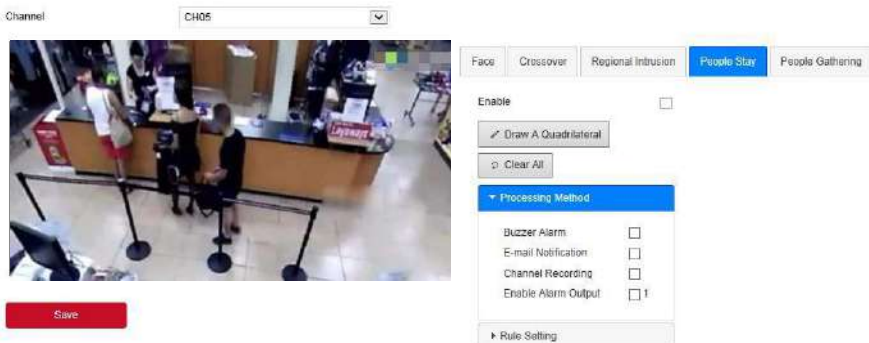 Channel
CH05
Face
Crossover
Regional Intrusion
People Stay
People Gathering
Enable
Draw A Quadrilateral
Clear All
Processing Method
Buzzer Alarm
E-mail Notification
Channel Recording
Enable Alarm Output
1
Rule Setting
Save